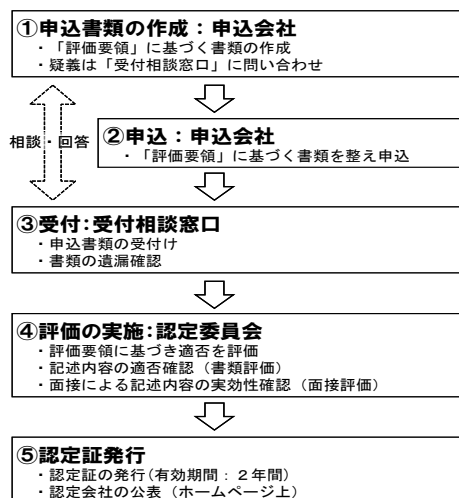 ①申込書類の作成：申込会社
・「評価要領」に基づく書類の作成
・疑義は「受付相談窓口」に問い合わせ
相談・回答
②申込：申込会社
・「評価要領」に基づく書類を整え申込
③受付:受付相談窓口
・申込書類の受付け
・書類の遺漏確認
④評価の実施:認定委員会
・評価要領に基づき適否を評価
・記述内容の適否確認（書類評価）
・面接による記述内容の実効性確認（面接評価）
⑤認定証発行
・認定証の発行(有効期間：２年間)
・認定会社の公表（ホームページ上）